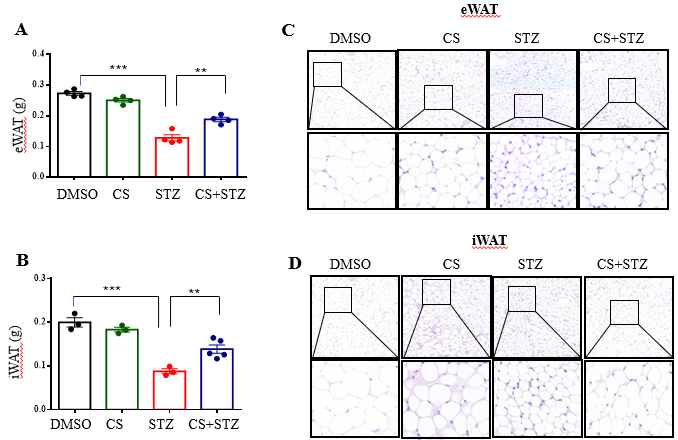 eWAT
A
C
DMSO CS STZ CS+STZ
*** **
eWAT (g)
0.4
0.3
0.2
0.1
0.0
DMSO CS STZ CS+STZ
iWAT
B
D
DMSO CS STZ CS+STZ
*** **
iWAT (g)
0.3
0.2
0.1
0.0
DMSO CS STZ CS+STZ